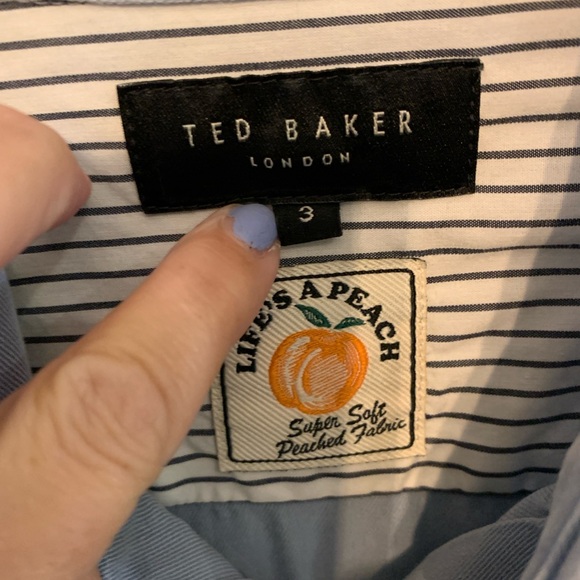 TED BAKER
LONDON
3
LIFE'S A PEACH
Super Soft
Peached Fabric